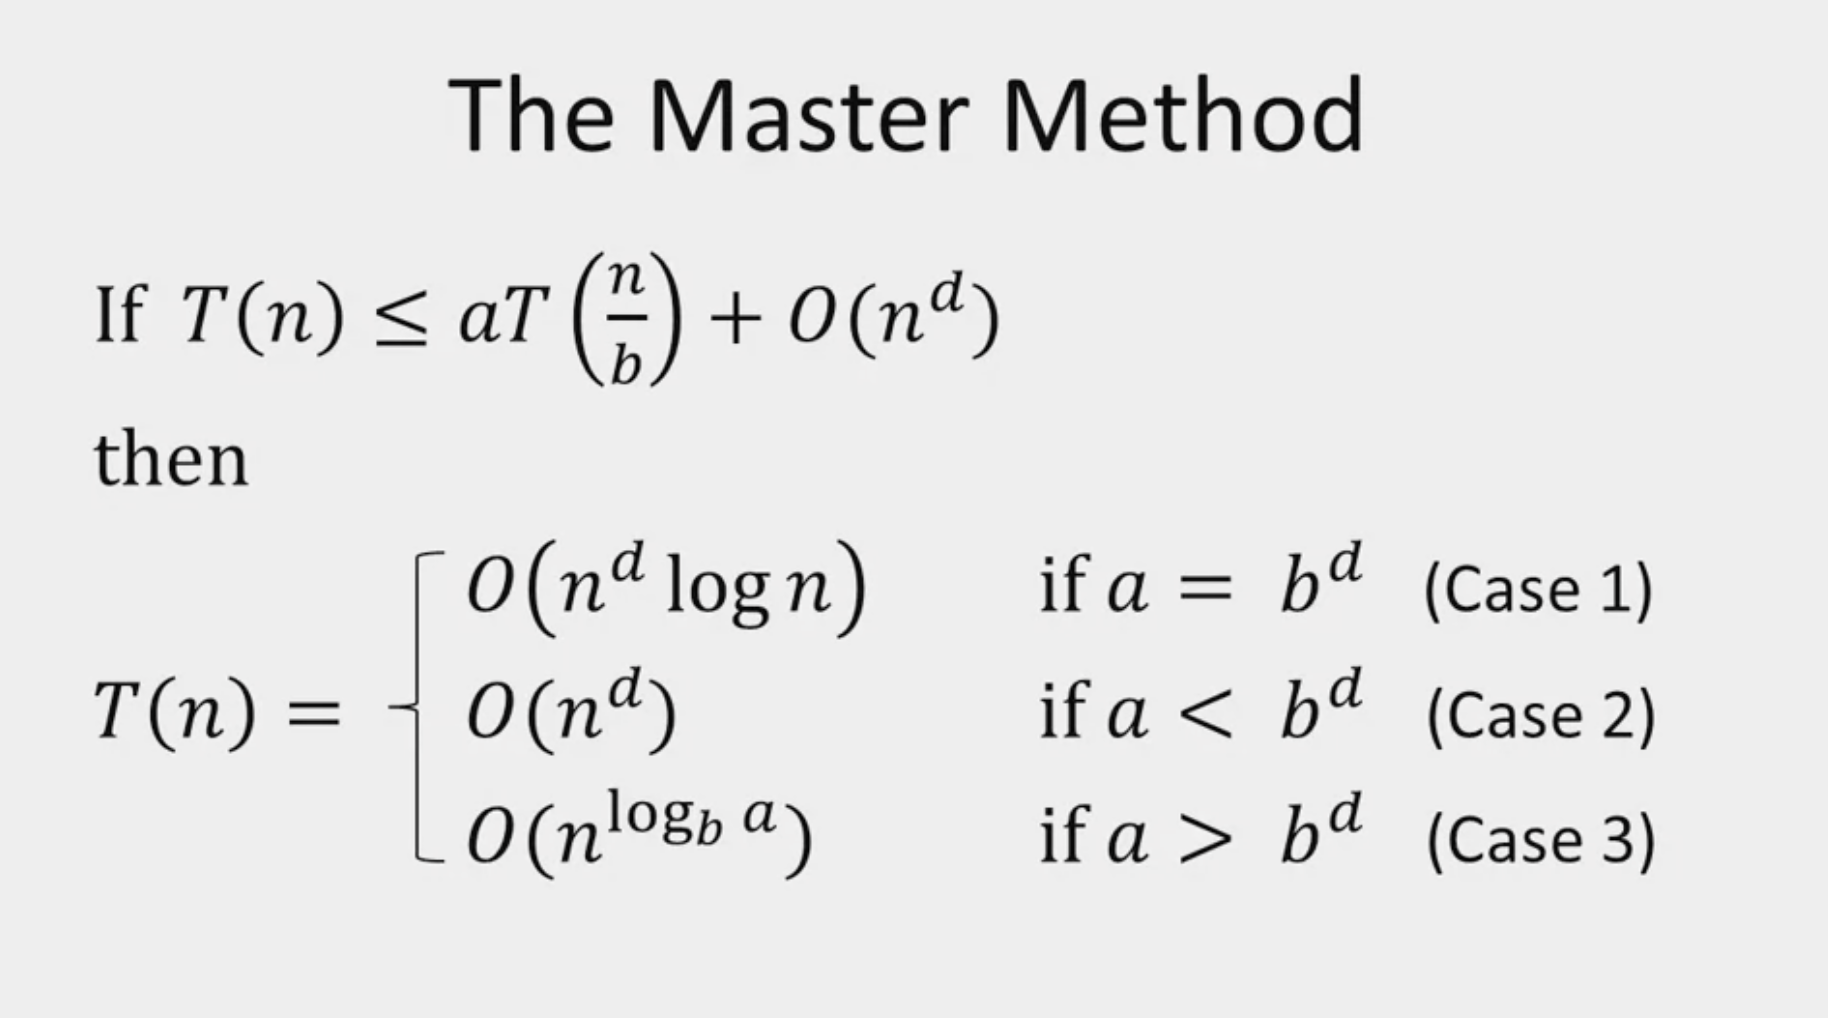 The Master Method
If T(n) ≤ aT(n/b) + O(n^d)
then
T(n) =
O(n^d log n) if a = b^d (Case 1)
O(n^d) if a < b^d (Case 2)
O(n^(log_b a)) if a > b^d (Case 3)